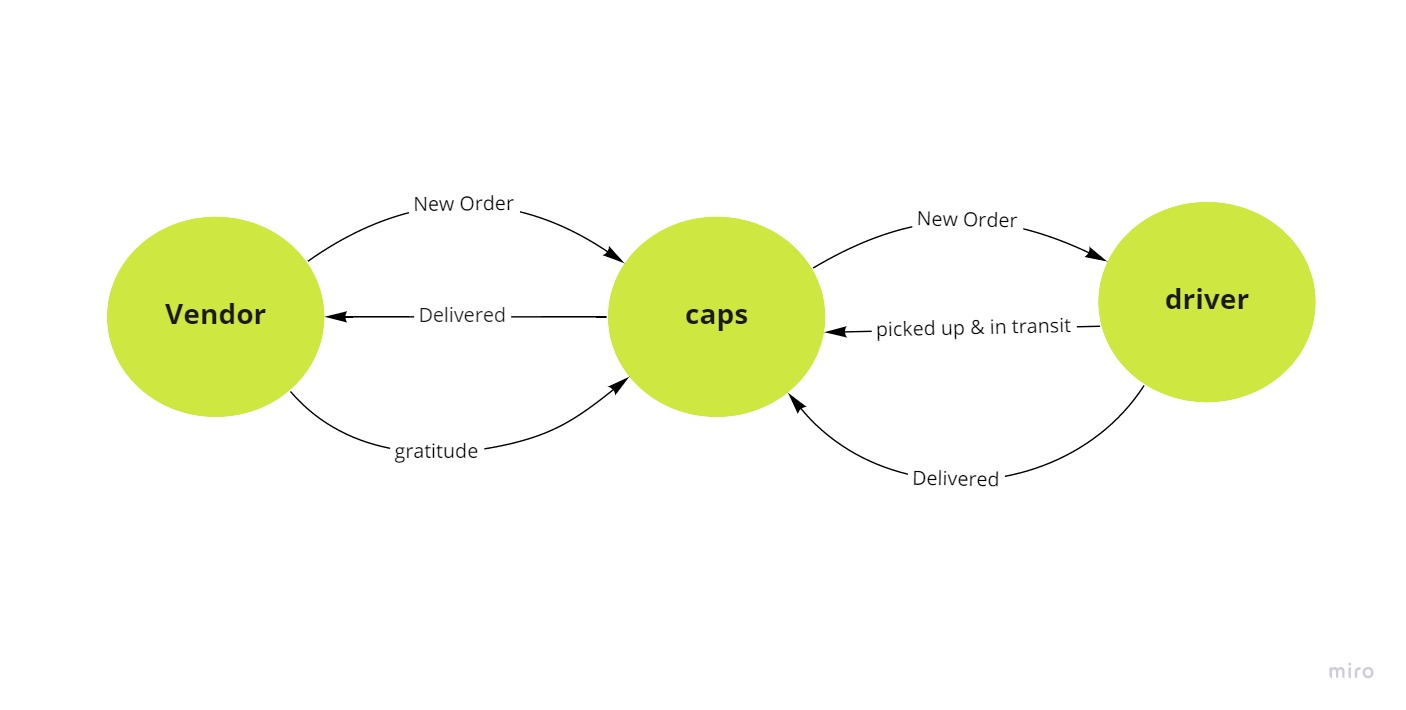 New Order
New Order
Vendor
Delivered
caps
picked up & in transit
driver
gratitude
Delivered
miro